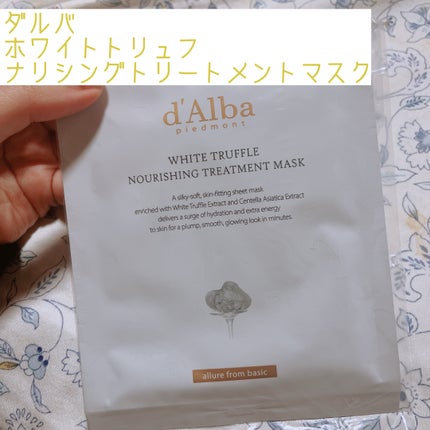 ダルバ
ホワイトトリュフ
ナリシングトリートメントマスク
d'Alba
piedmont
WHITE TRUFFLE
NOURISHING TREATMENT MASK
A silky-soft, skin-fitting sheet mask
enriched with White Truffle Extract and Centella Asiatica Extract
delivers a surge of hydration and extra energy
to skin for a plump, smooth, glowing look in minutes.
allure from basic